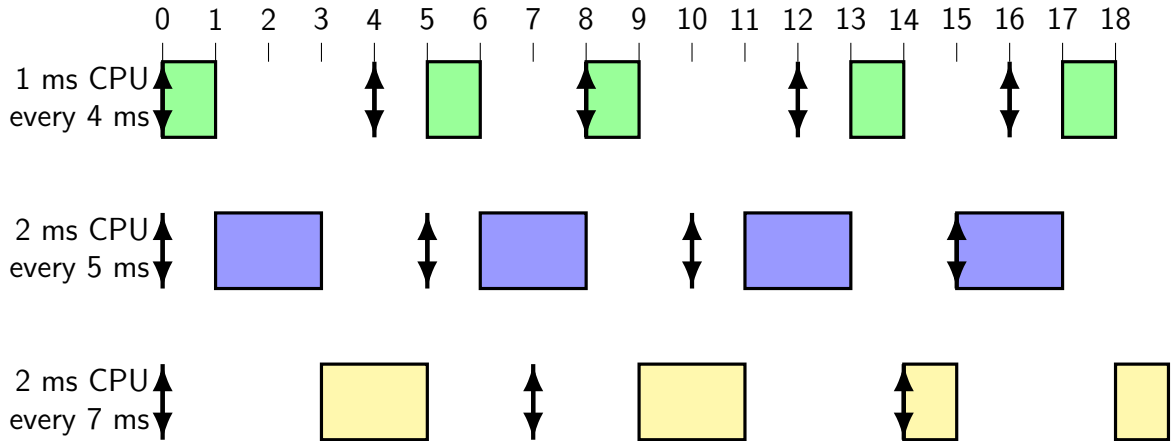 0 1 2 3 4 5 6 7 8 9 10 11 12 13 14 15 16 17 18
1 ms CPU
every 4 ms
2 ms CPU
every 5 ms
2 ms CPU
every 7 ms